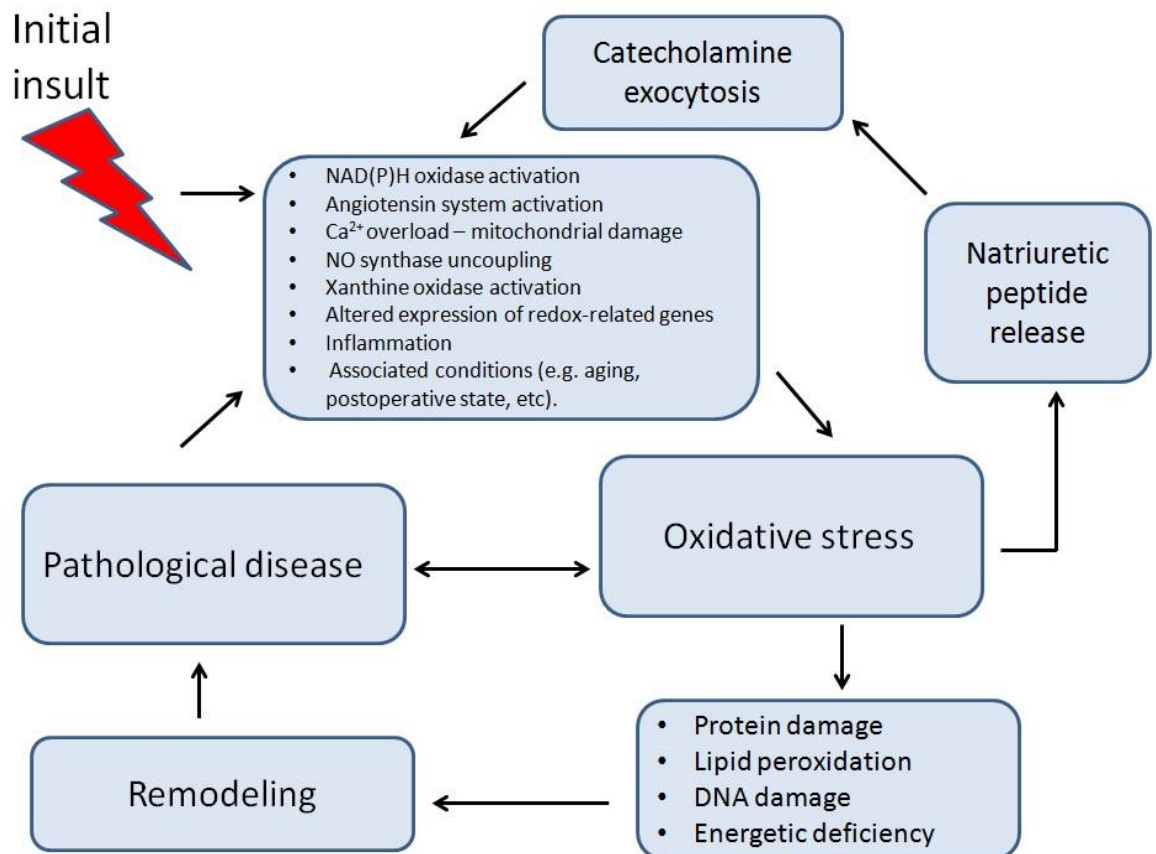 Initial
insult
Catecholamine
exocytosis
• NAD(P)H oxidase activation
• Angiotensin system activation
• Ca²⁺ overload – mitochondrial damage
• NO synthase uncoupling
• Xanthine oxidase activation
• Altered expression of redox-related genes
• Inflammation
• Associated conditions (e.g. aging,
postoperative state, etc).
Natriuretic
peptide
release
Pathological disease
Oxidative stress
Remodeling
• Protein damage
• Lipid peroxidation
• DNA damage
• Energetic deficiency